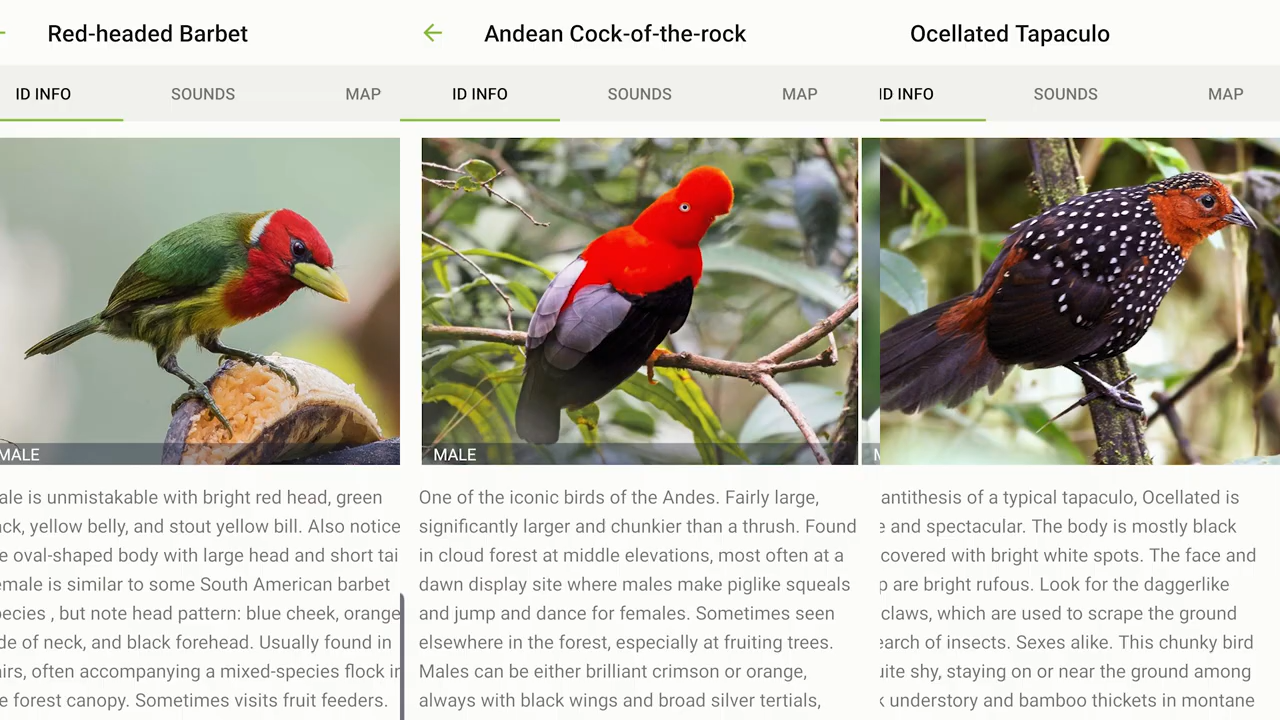 Red-headed Barbet
ID INFO SOUNDS MAP
MALE
ale is unmistakable with bright red head, green
ck, yellow belly, and stout yellow bill. Also notice
e oval-shaped body with large head and short tai
emale is similar to some South American barbet
pecies , but note head pattern: blue cheek, orange
de of neck, and black forehead. Usually found in
airs, often accompanying a mixed-species flock in
e forest canopy. Sometimes visits fruit feeders.
Andean Cock-of-the-rock
ID INFO SOUNDS MAP
MALE
One of the iconic birds of the Andes. Fairly large,
significantly larger and chunkier than a thrush. Found
in cloud forest at middle elevations, most often at a
dawn display site where males make piglike squeals
and jump and dance for females. Sometimes seen
elsewhere in the forest, especially at fruiting trees.
Males can be either brilliant crimson or orange,
always with black wings and broad silver tertials,
Ocellated Tapaculo
ID INFO SOUNDS MAP
antithesis of a typical tapaculo, Ocellated is
e and spectacular. The body is mostly black
covered with bright white spots. The face and
p are bright rufous. Look for the daggerlike
claws, which are used to scrape the ground
earch of insects. Sexes alike. This chunky bird
uite shy, staying on or near the ground among
k understory and bamboo thickets in montane